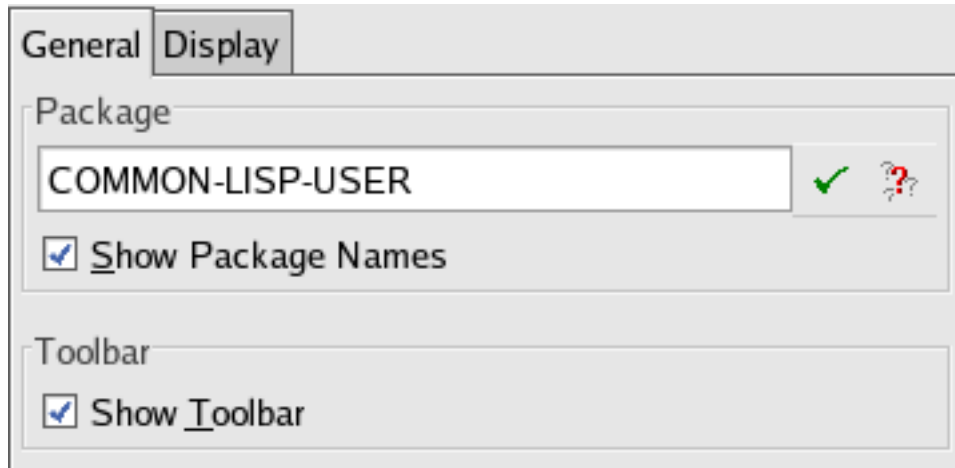 General Display
Package
COMMON-LISP-USER
Show Package Names
Toolbar
Show Toolbar